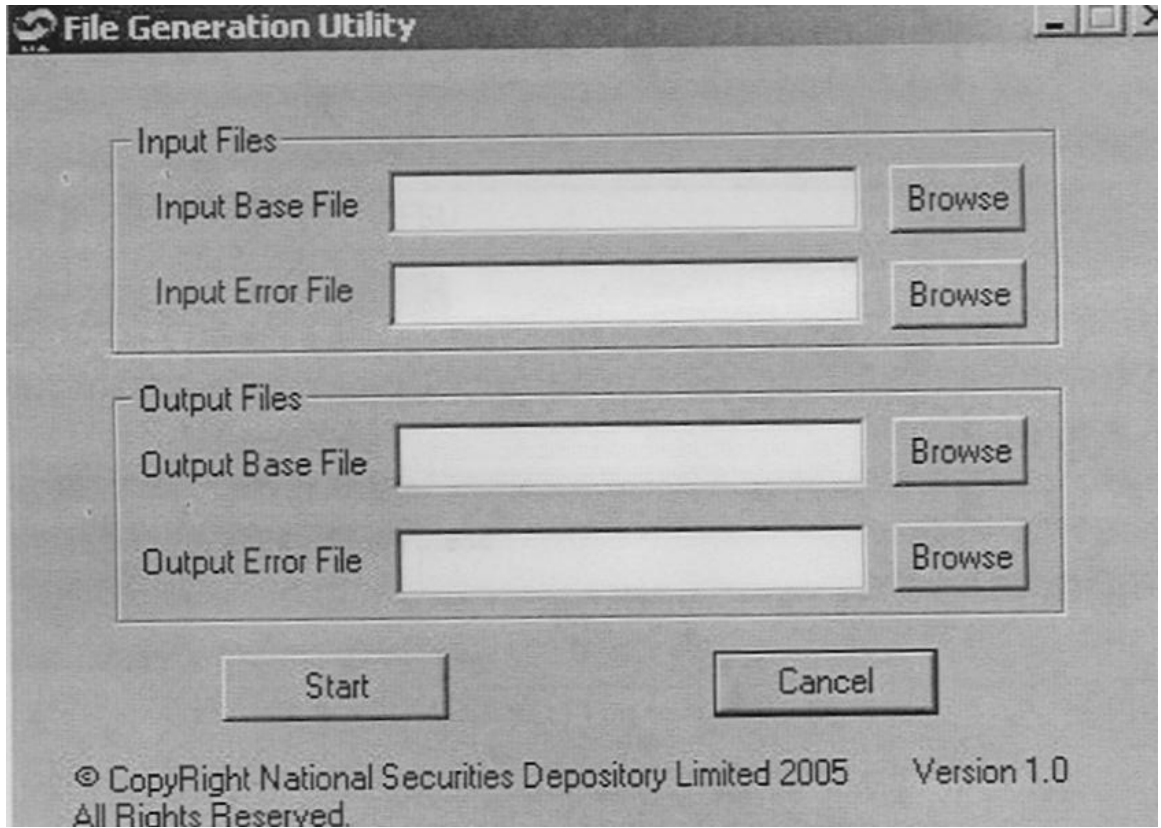 File Generation Utility
Input Files
Input Base File
Browse
Input Error File
Browse
Output Files
Output Base File
Browse
Output Error File
Browse
Start
Cancel
© CopyRight National Securities Depository Limited 2005 Version 1.0
All Rights Reserved.